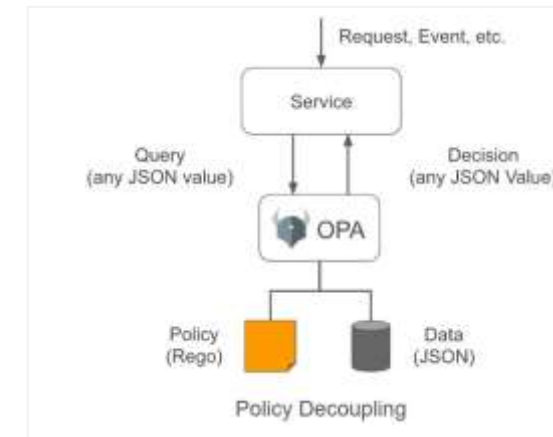 Request, Event, etc.
Service
Query
(any JSON value)
Decision
(any JSON Value)
OPA
Policy
(Rego)
Data
(JSON)
Policy Decoupling